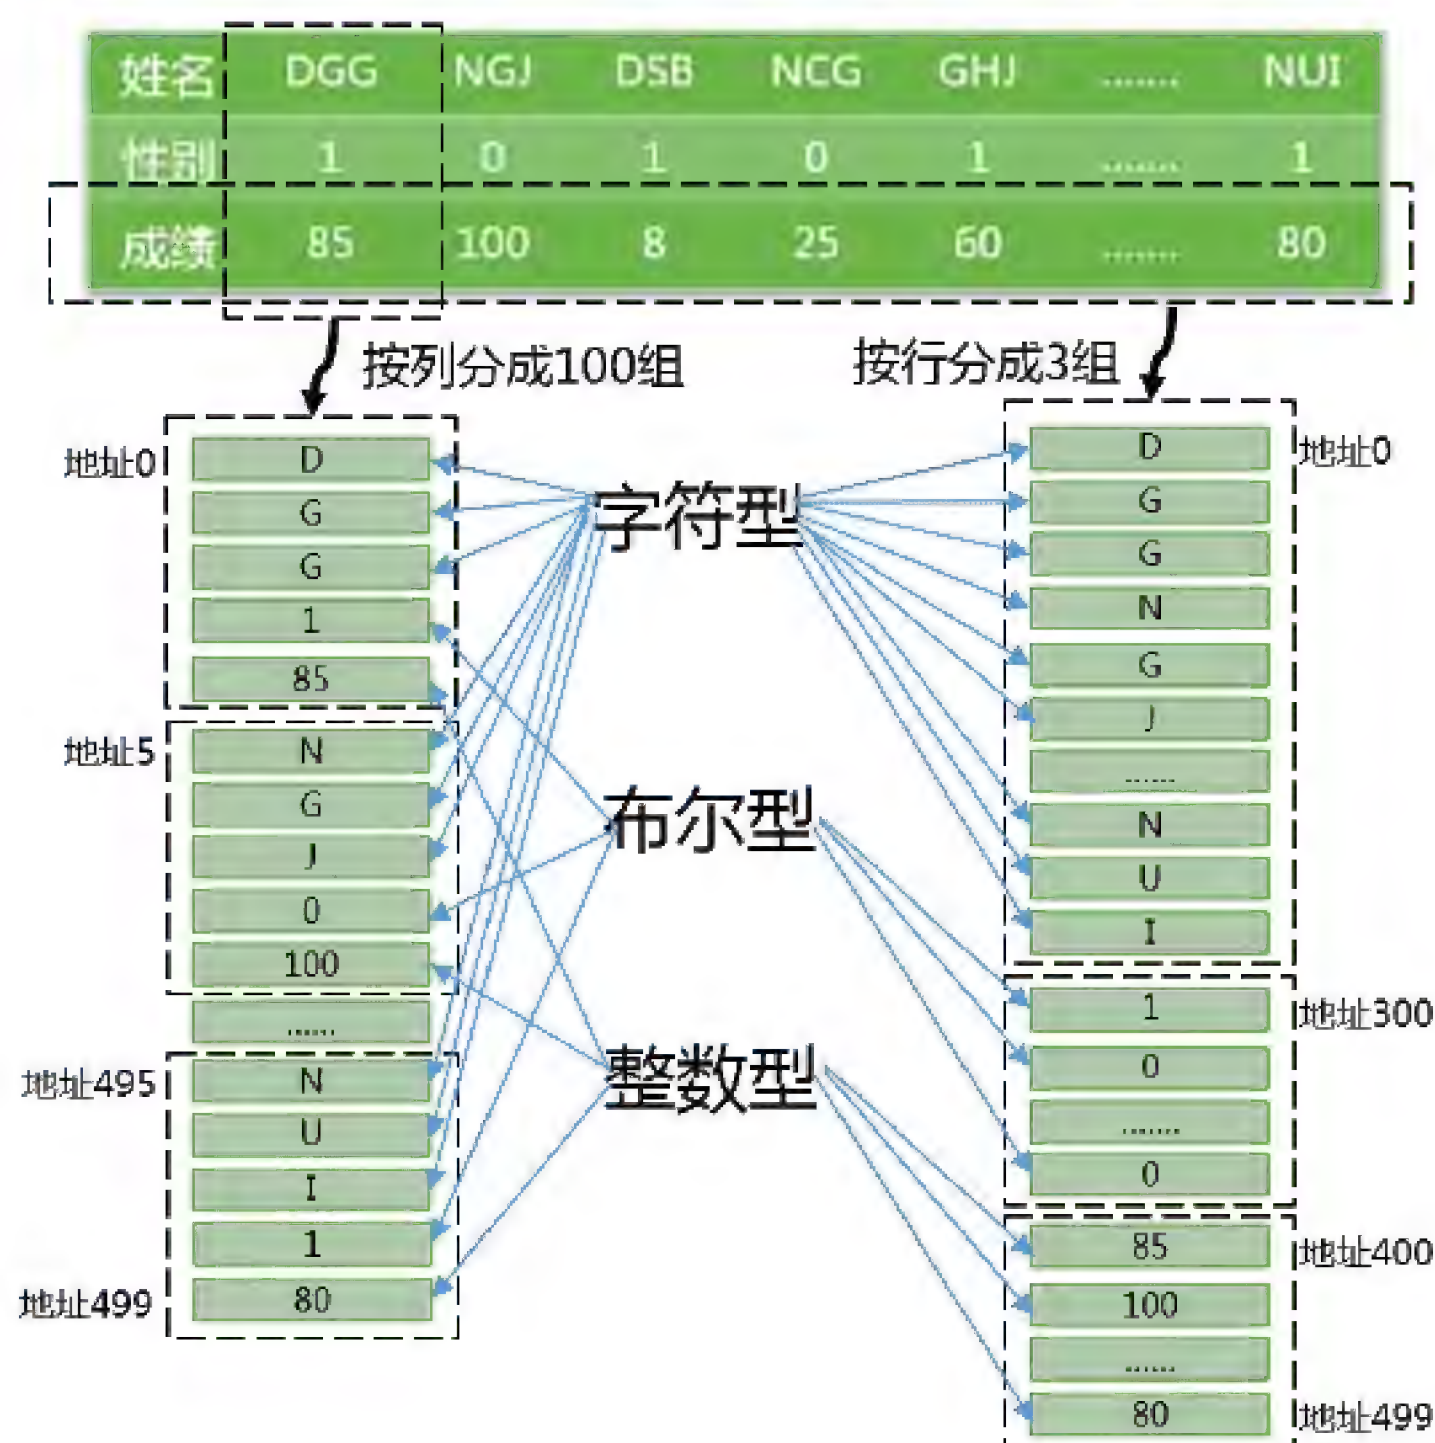 姓名 DGG NGJ DSB NCG GHJ ....... NUI
性别 1 0 1 0 1 ....... 1
成绩 85 100 8 25 60 ....... 80
按列分成100组
按行分成3组
地址0
D
G
G
1
85
地址5
N
G
J
0
100
......
地址495
N
U
I
1
地址499
80
字符型
布尔型
整数型
D
地址0
G
G
N
G
J
......
N
U
I
1
地址300
0
.......
0
85
地址400
100
......
80
地址499